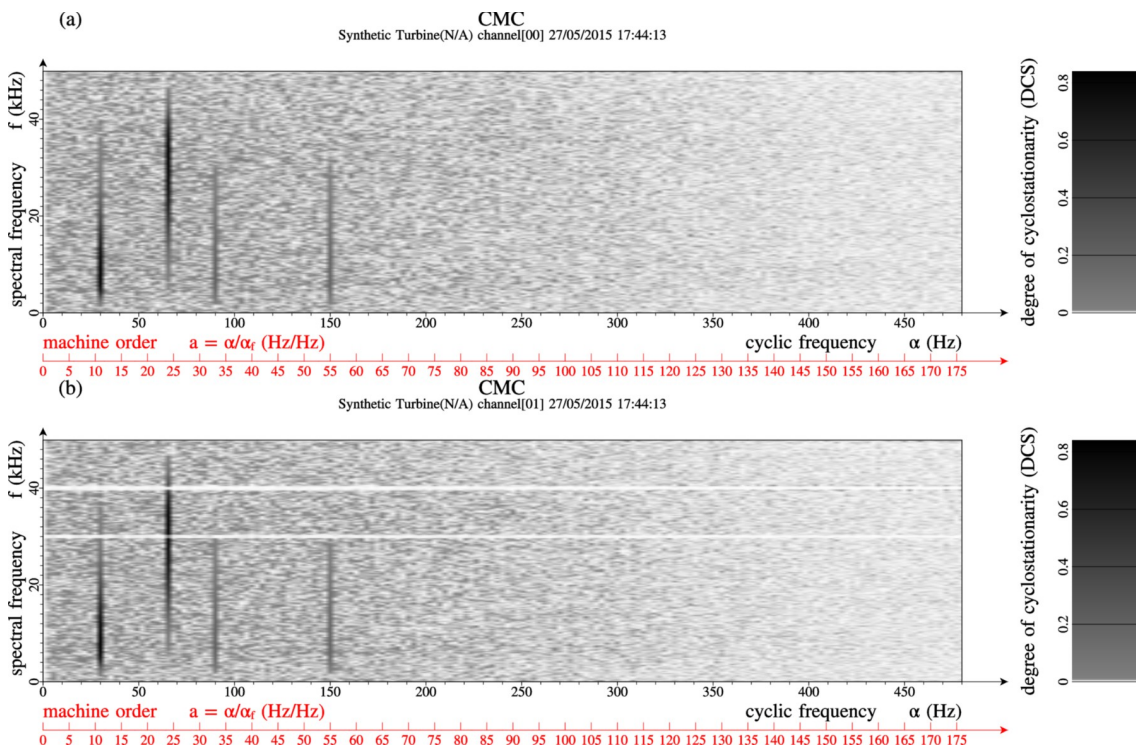 (a)
CMC
Synthetic Turbine(N/A) channel[00] 27/05/2015 17:44:13
spectral frequency f (kHz)
0 20 40
0 50 100 150 200 250 300 350 400 450
cyclic frequency α (Hz)
machine order a = α/αf (Hz/Hz)
0 5 10 15 20 25 30 35 40 45 50 55 60 65 70 75 80 85 90 95 100 105 110 115 120 125 130 135 140 145 150 155 160 165 170 175
degree of cyclostationarity (DCS)
0 0.2 0.4 0.6 0.8
(b)
CMC
Synthetic Turbine(N/A) channel[01] 27/05/2015 17:44:13
spectral frequency f (kHz)
0 20 40
0 50 100 150 200 250 300 350 400 450
cyclic frequency α (Hz)
machine order a = α/αf (Hz/Hz)
0 5 10 15 20 25 30 35 40 45 50 55 60 65 70 75 80 85 90 95 100 105 110 115 120 125 130 135 140 145 150 155 160 165 170 175
degree of cyclostationarity (DCS)
0 0.2 0.4 0.6 0.8